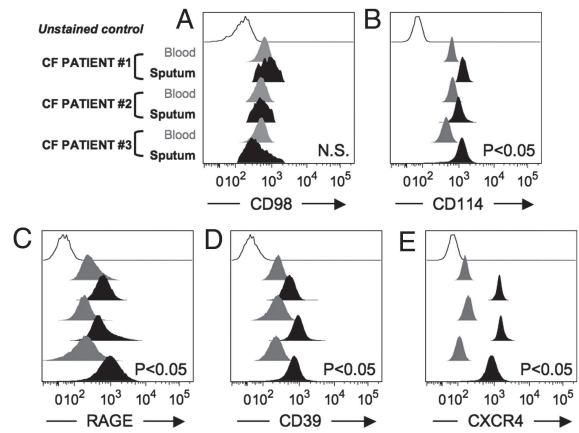 A
B
Unstained control
Blood
CF PATIENT #1
Sputum
Blood
CF PATIENT #2
Sputum
Blood
CF PATIENT #3
Sputum
N.S.
P<0.05
010² 10³ 10⁴ 10⁵
010² 10³ 10⁴ 10⁵
CD98
CD114
C
D
E
P<0.05
P<0.05
P<0.05
010² 10³ 10⁴ 10⁵
010² 10³ 10⁴ 10⁵
010² 10³ 10⁴ 10⁵
RAGE
CD39
CXCR4